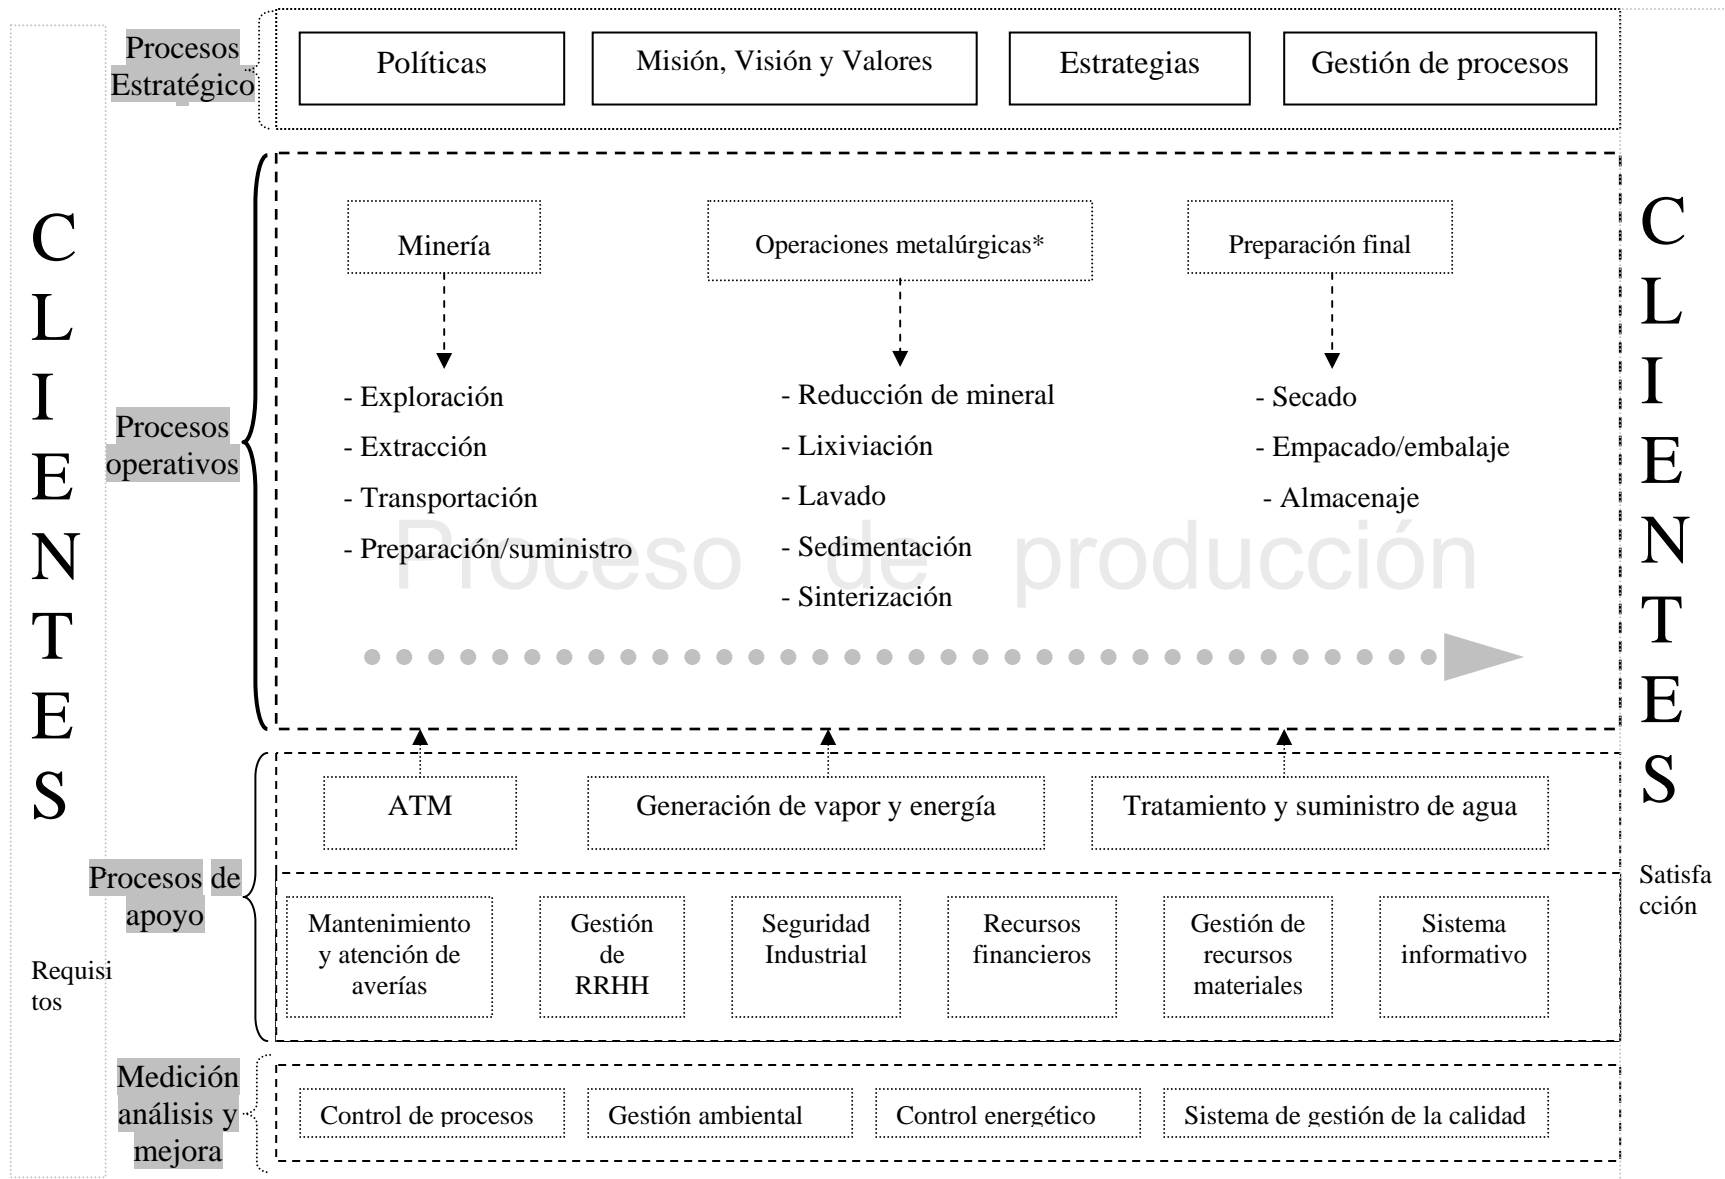 Procesos
Estratégico
Políticas
Misión, Visión y Valores
Estrategias
Gestión de procesos
C
L
I
E
N
T
E
S
Requisi
tos
Procesos
operativos
Minería
- Exploración
- Extracción
- Transportación
- Preparación/suministro
Operaciones metalúrgicas*
- Reducción de mineral
- Lixiviación
- Lavado
- Sedimentación
- Sinterización
Preparación final
- Secado
- Empacado/embalaje
- Almacenaje
Proceso de producción
Procesos de
apoyo
ATM
Generación de vapor y energía
Tratamiento y suministro de agua
Mantenimiento
y atención de
averías
Gestión
de
RRHH
Seguridad
Industrial
Recursos
financieros
Gestión de
recursos
materiales
Sistema
informativo
Medición
análisis y
mejora
Control de procesos
Gestión ambiental
Control energético
Sistema de gestión de la calidad
C
L
I
E
N
T
E
S
Satisfa
cción